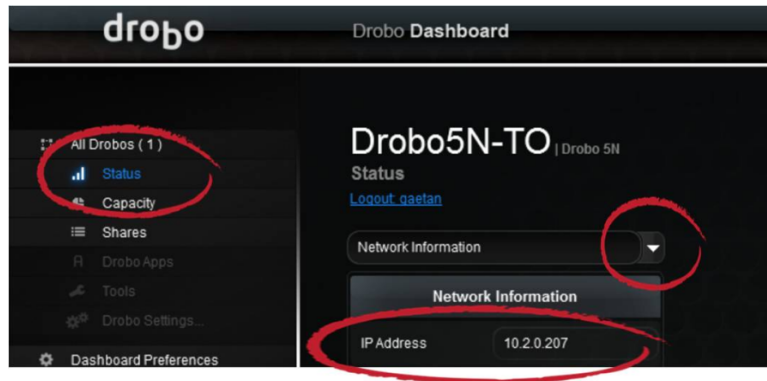 drobo
Drobo Dashboard
All Drobos ( 1 )
Status
Capacity
Shares
Drobo Apps
Tools
Drobo Settings...
Dashboard Preferences
Drobo5N-TO | Drobo 5N
Status
Logout: gaetan
Network Information
Network Information
IP Address 10.2.0.207